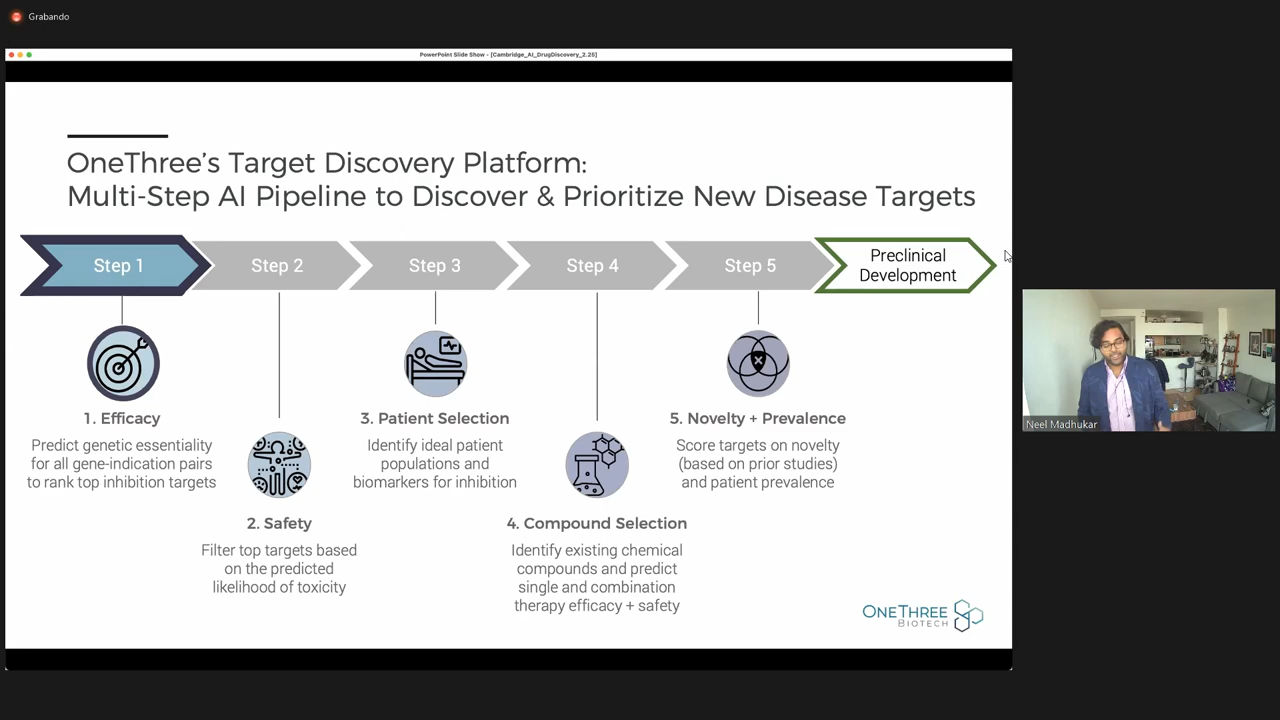 Grabando
PowerPoint Slide Show - [Cambridge_AI_DrugDiscovery_2.25]
OneThree’s Target Discovery Platform:
Multi-Step AI Pipeline to Discover & Prioritize New Disease Targets
Step 1
Step 2
Step 3
Step 4
Step 5
Preclinical
Development
1. Efficacy
Predict genetic essentiality
for all gene-indication pairs
to rank top inhibition targets
2. Safety
Filter top targets based
on the predicted
likelihood of toxicity
3. Patient Selection
Identify ideal patient
populations and
biomarkers for inhibition
4. Compound Selection
Identify existing chemical
compounds and predict
single and combination
therapy efficacy + safety
5. Novelty + Prevalence
Score targets on novelty
(based on prior studies)
and patient prevalence
ONETHREE
BIOTECH
Neel Madhukar